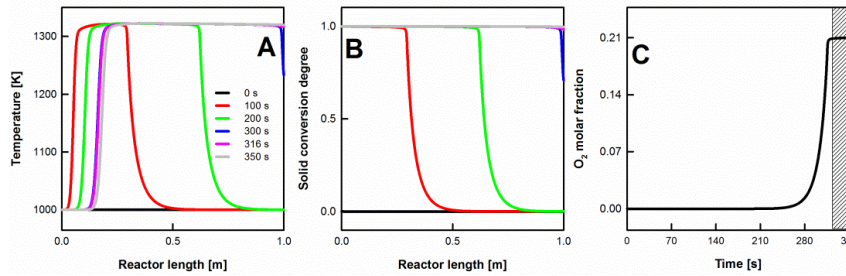 Temperature [K]
1300
1200
1100
1000
0.0
0.5
1.0
Reactor length [m]
A
0 s
100 s
200 s
300 s
316 s
350 s
Solid conversion degree
1.0
0.5
0.0
0.0
0.5
1.0
Reactor length [m]
B
O2 molar fraction
0.21
0.14
0.07
0.00
0
70
140
210
280
Time [s]
C